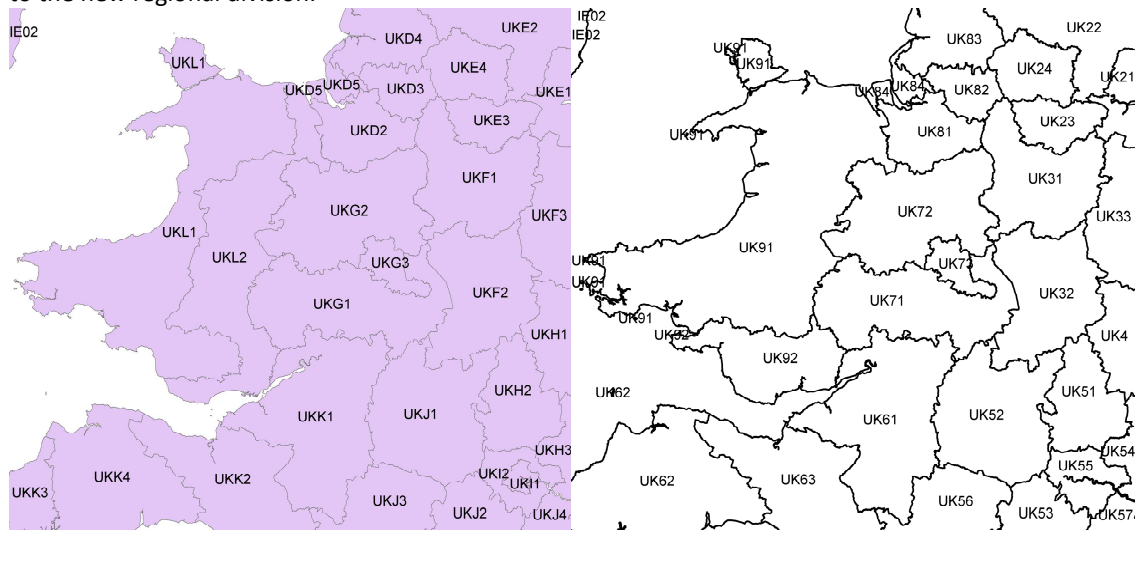 to the new regional division.
IE02
UKD4
UKE2
UKL1
UKE4
UKD5
UKD5
UKD3
UKE1
UKE3
UKD2
UKF1
UKG2
UKF3
UKL1
UKL2
UKG3
UKF2
UKG1
UKH1
UKH2
UKK1
UKJ1
UKH3
UKI2
UKI1
UKK4
UKK2
UKK3
UKJ3
UKJ2
UKJ4
IE02
IE02
UK22
UK83
UK91
UK91
UK24
UK21
UK84
UK84
UK82
UK23
UK81
UK91
UK31
UK72
UK33
UK91
UK91
UK73
UK91
UK71
UK32
UK91
UK92
UK4
UK92
UK62
UK51
UK52
UK61
UK54
UK55
UK62
UK63
UK56
UK53
UK57